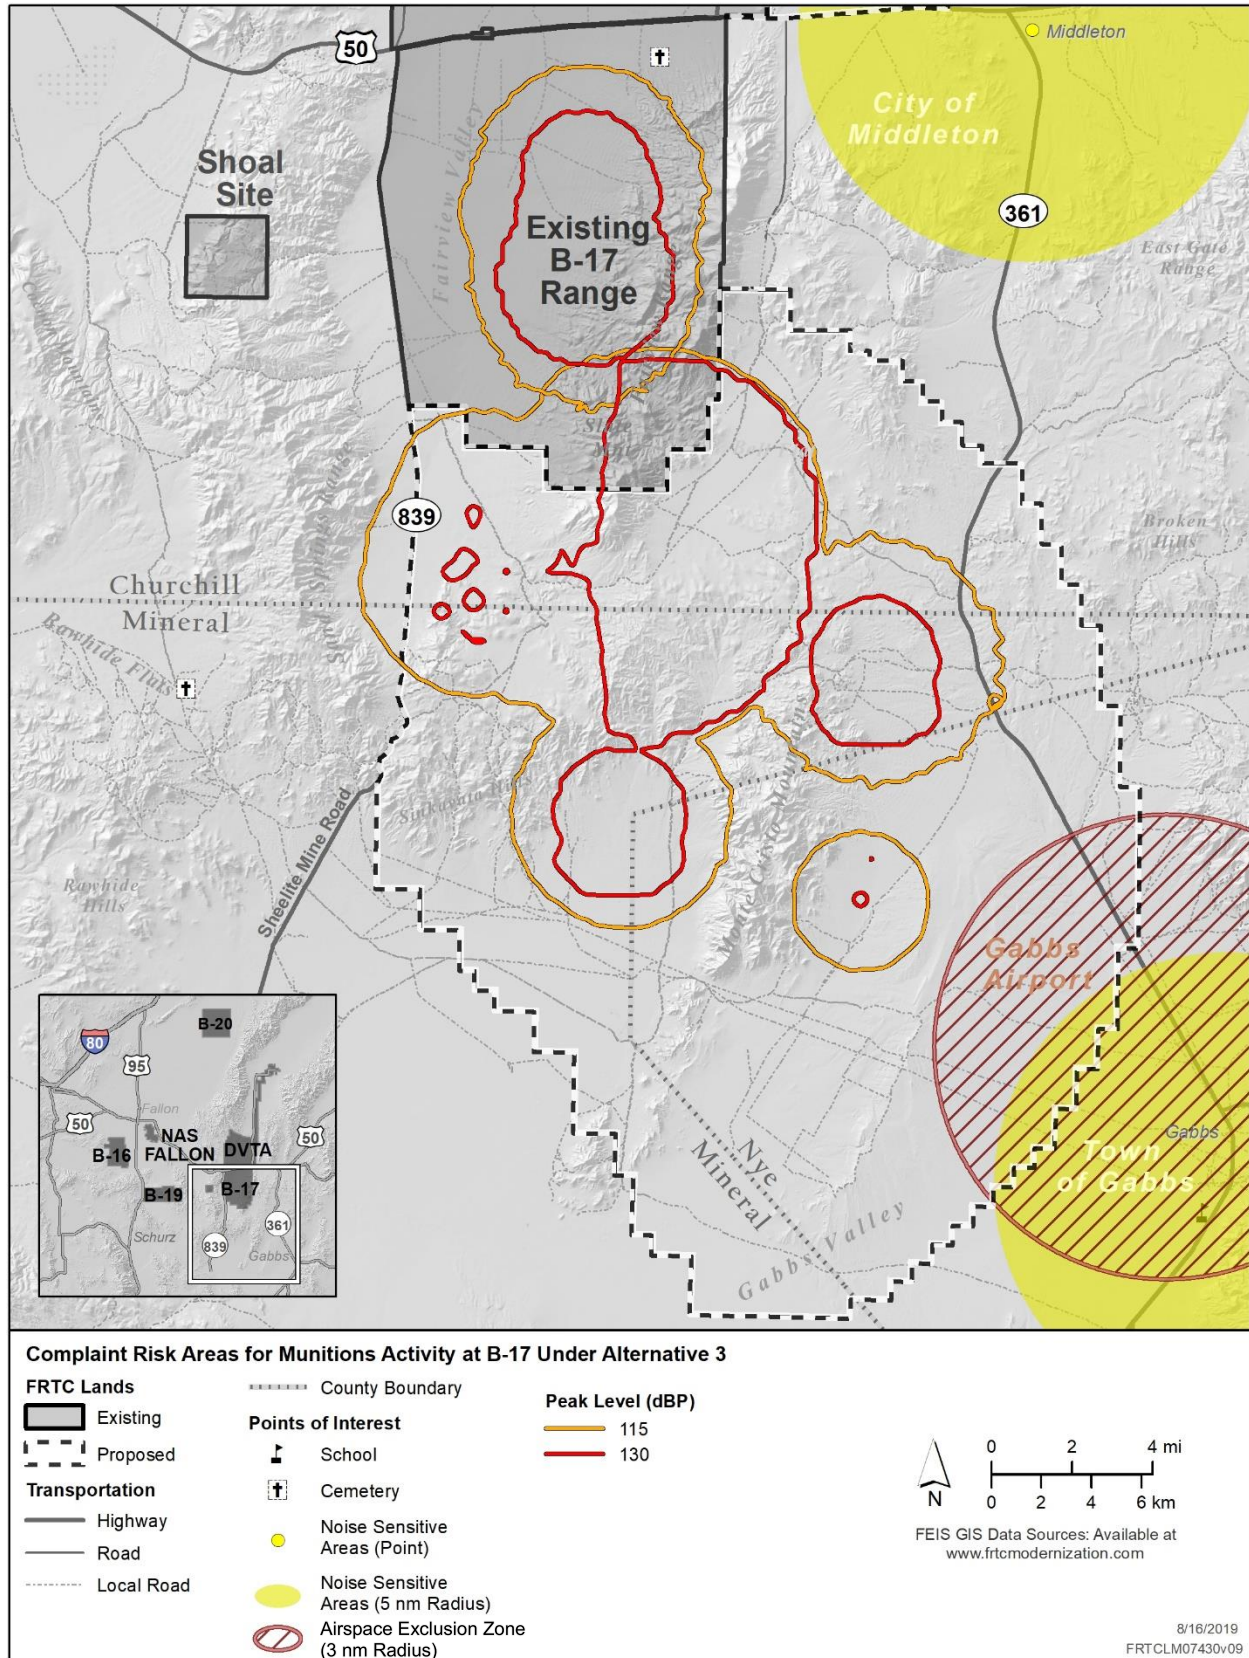 50
Middleton
City of
Middleton
Shoal
Site
Fairview Valley
361
Existing
B-17
Range
East Gate
Range
839
Broken
Hills
Churchill
Mineral
Rawhide Flats
Sheelite Mine Road
Monte Cristo Mountains
Rawhide
Hills
Gabbs
Airport
Gabbs
Town
of Gabbs
Nye
Mineral
Gabbs Valley
B-20
80
95
Fallon
50
NAS
FALLON
DVTA
50
B-16
B-19
B-17
Schurz
361
839
Gabbs
Complaint Risk Areas for Munitions Activity at B-17 Under Alternative 3
FRTC Lands
Existing
Proposed
Transportation
Highway
Road
Local Road
County Boundary
Points of Interest
School
Cemetery
Noise Sensitive
Areas (Point)
Noise Sensitive
Areas (5 nm Radius)
Airspace Exclusion Zone
(3 nm Radius)
Peak Level (dBP)
115
130
N
0 2 4 mi
0 2 4 6 km
FEIS GIS Data Sources: Available at
www.frtcmodernization.com
8/16/2019
FRTCLM07430v09